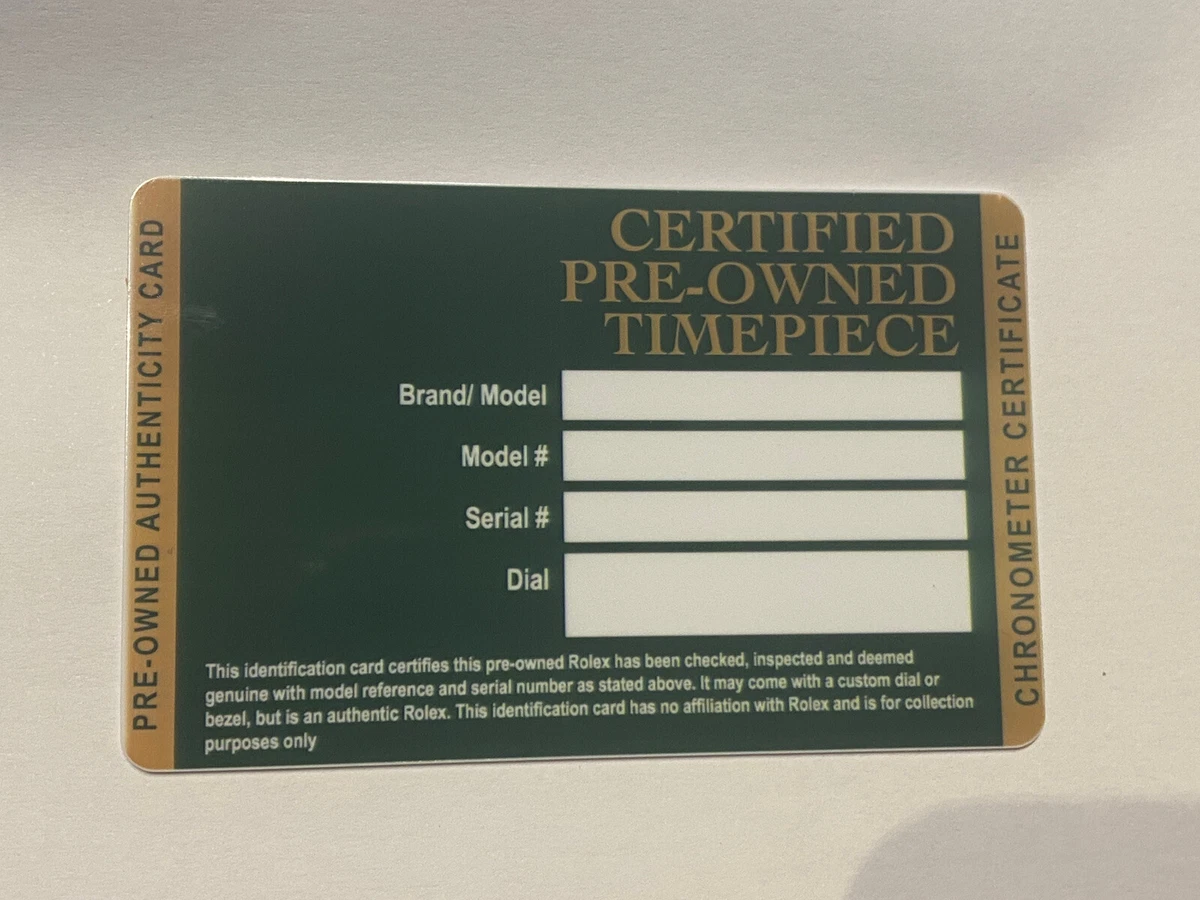 PRE-OWNED AUTHENTICITY CARD
CERTIFIED
PRE-OWNED
TIMEPIECE
Brand/ Model
Model #
Serial #
Dial
This identification card certifies this pre-owned Rolex has been checked, inspected and deemed
genuine with model reference and serial number as stated above. It may come with a custom dial or
bezel, but is an authentic Rolex. This identification card has no affiliation with Rolex and is for collection
purposes only
CHRONOMETER CERTIFICATE